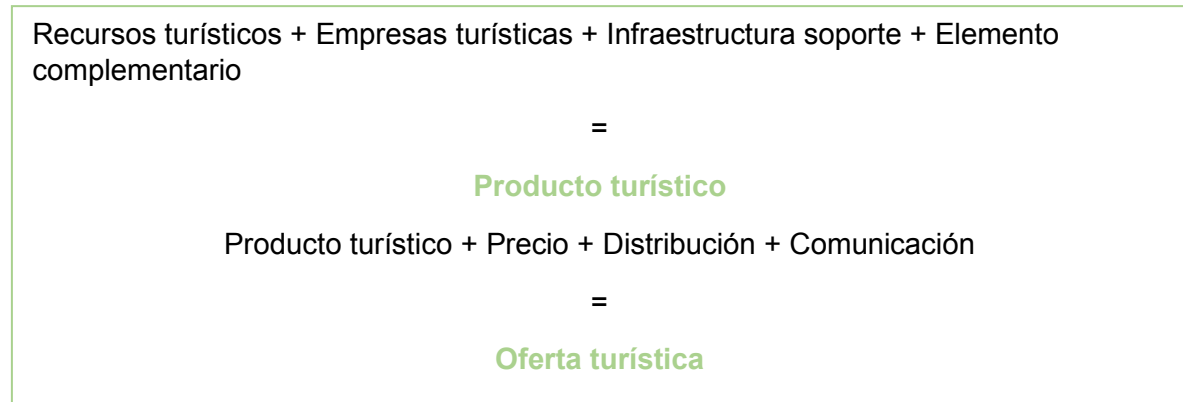 Recursos turísticos + Empresas turísticas + Infraestructura soporte + Elemento
complementario
=
Producto turístico
Producto turístico + Precio + Distribución + Comunicación
=
Oferta turística